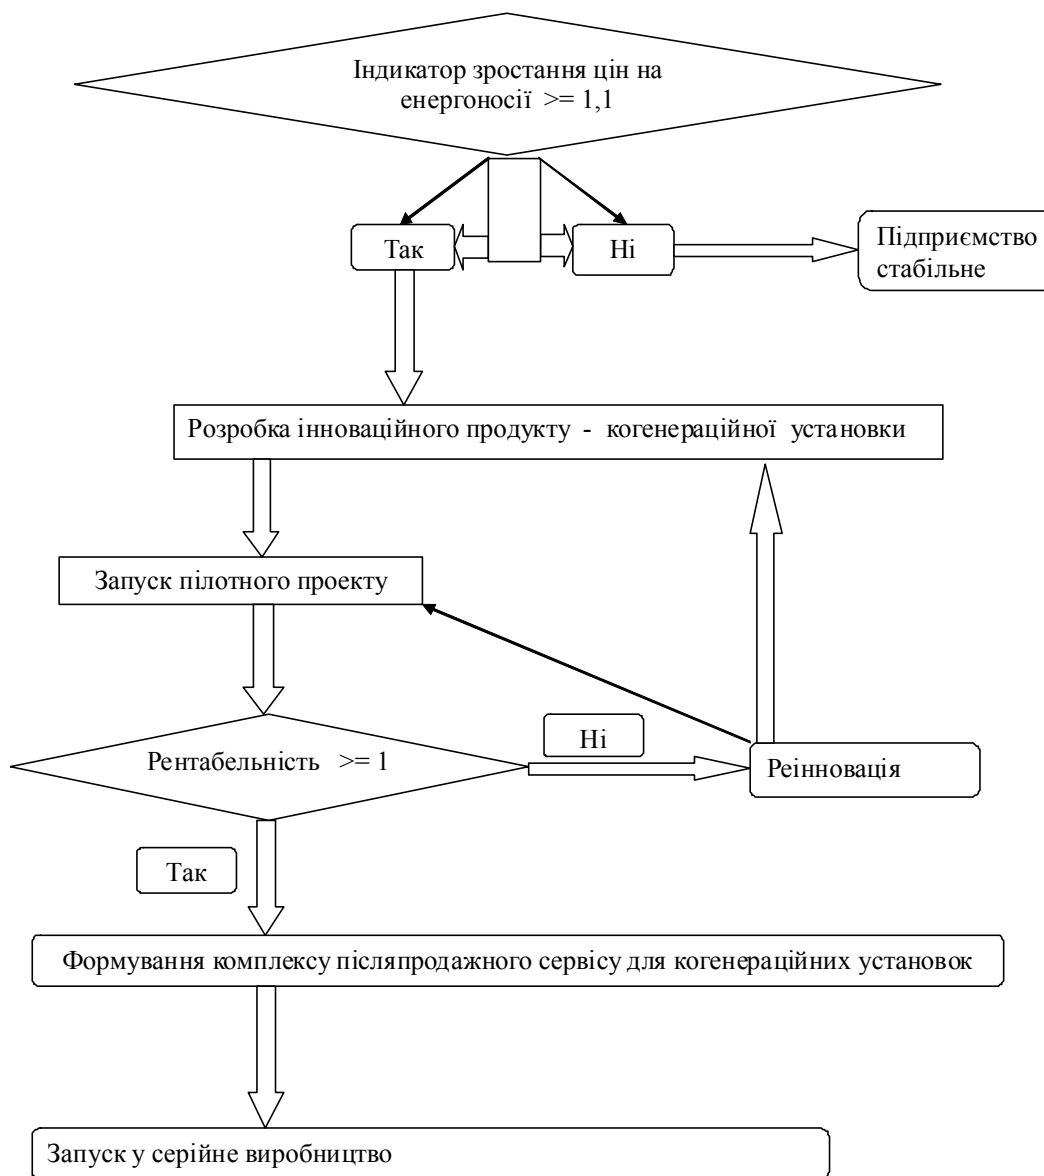 Індикатор зростання цін на
енергоносії >= 1,1
Так
Ні
Підприємство
стабільне
Розробка інноваційного продукту - когенераційної установки
Запуск пілотного проекту
Ні
Рентабельність >= 1
Реінновація
Так
Формування комплексу післяпродажного сервісу для когенераційних установок
Запуск у серійне виробництво